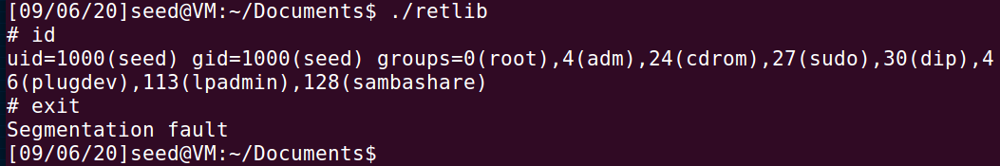 [09/06/20]seed@VM:~/Documents$ ./retlib
# id
uid=1000(seed) gid=1000(seed) groups=0(root),4(adm),24(cdrom),27(sudo),30(dip),4
6(plugdev),113(lpadmin),128(sambashare)
# exit
Segmentation fault
[09/06/20]seed@VM:~/Documents$